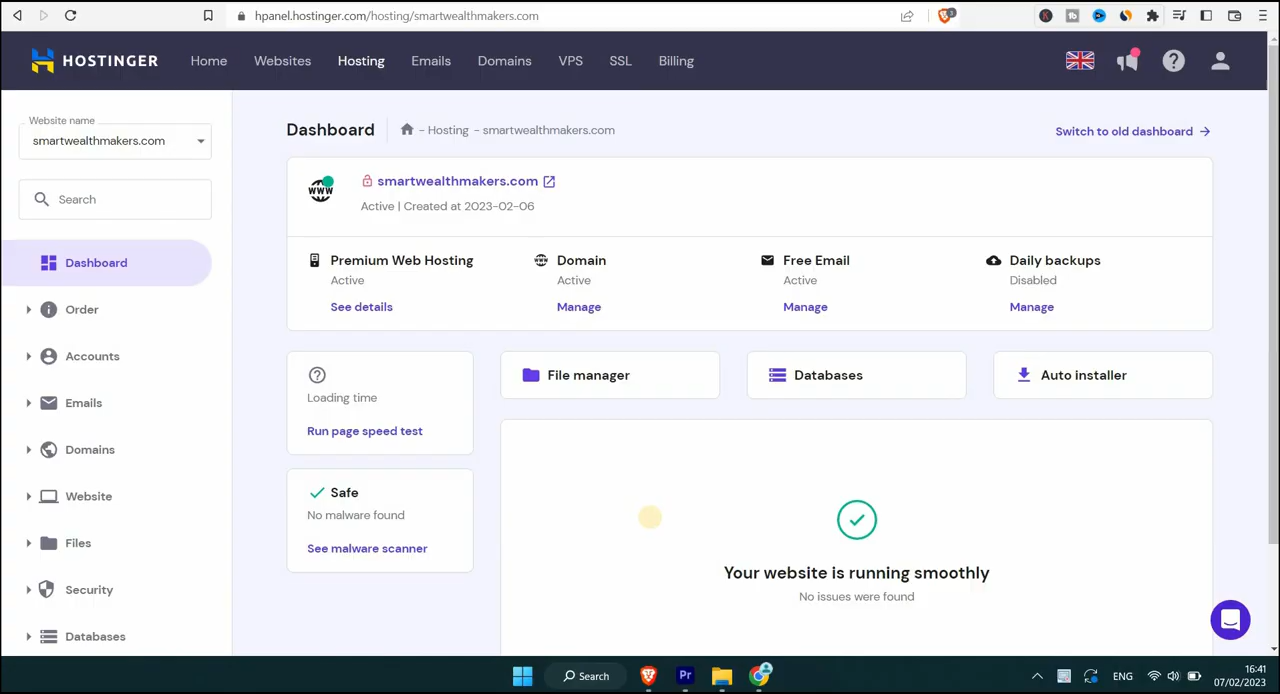 hpanel.hostinger.com/hosting/smartwealthmakers.com
HOSTINGER
Home
Websites
Hosting
Emails
Domains
VPS
SSL
Billing
Website name
smartwealthmakers.com
Search
Dashboard
Order
Accounts
Emails
Domains
Website
Files
Security
Databases
Dashboard
- Hosting - smartwealthmakers.com
Switch to old dashboard
WWW
smartwealthmakers.com
Active | Created at 2023-02-06
Premium Web Hosting
Active
See details
Domain
Active
Manage
Free Email
Active
Manage
Daily backups
Disabled
Manage
Loading time
Run page speed test
File manager
Databases
Auto installer
Safe
No malware found
See malware scanner
Your website is running smoothly
No issues were found
Search
Pr
ENG
16:41
07/02/2023